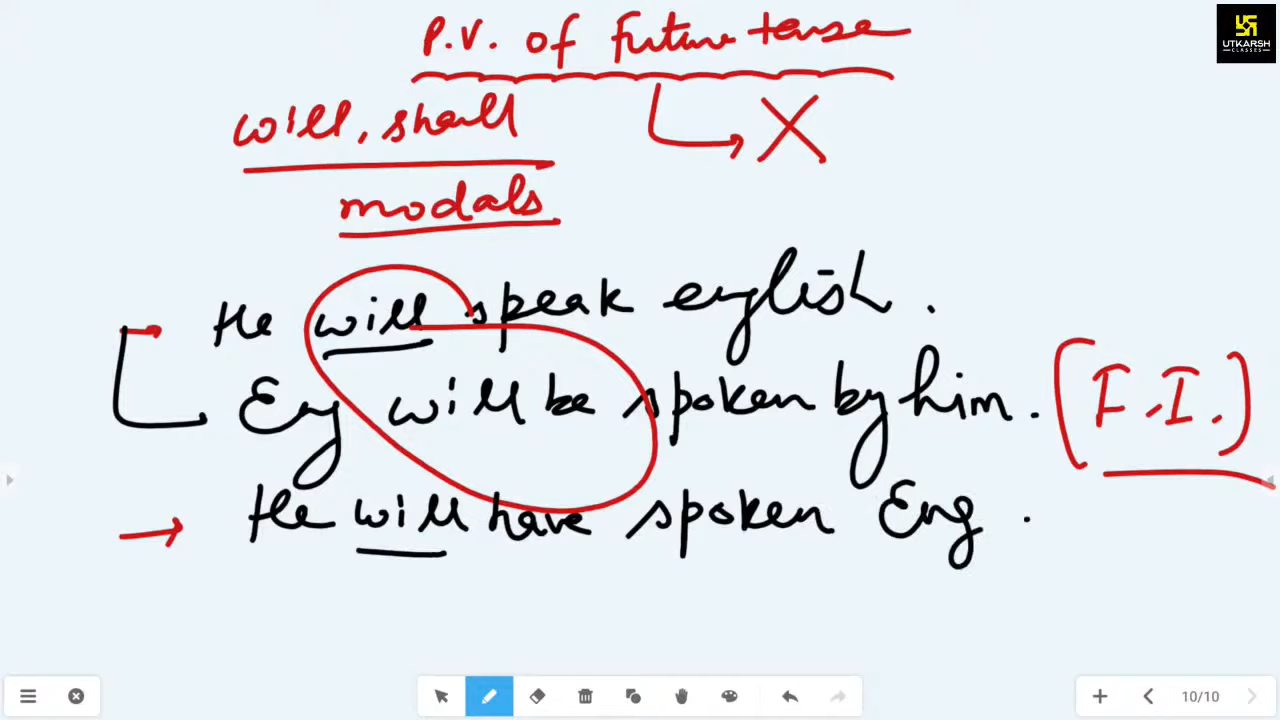 P.V. of future tense
will, shall
X
modals
He will speak english.
Eng will be spoken by him. (F.I.)
He will have spoken Eng.
UTKARSH
CLASSES
10/10